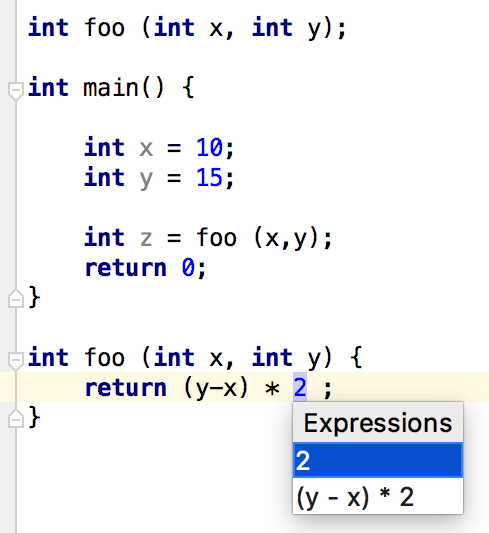 int foo (int x, int y);
int main() {
int x = 10;
int y = 15;
int z = foo (x,y);
return 0;
}
int foo (int x, int y) {
return (y-x) * 2 ;
}
Expressions
2
(y - x) * 2